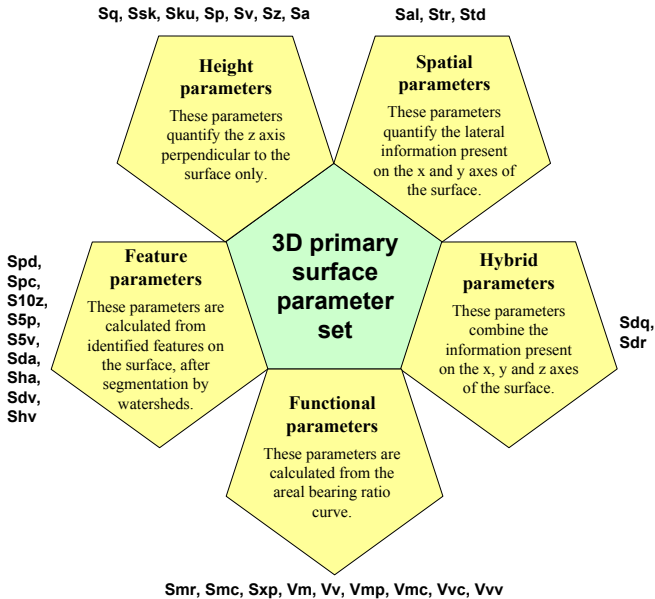 Sq, Ssk, Sku, Sp, Sv, Sz, Sa
Sal, Str, Std
Height
parameters
These parameters
quantify the z axis
perpendicular to the
surface only.
Spatial
parameters
These parameters
quantify the lateral
information present
on the x and y axes of
the surface.
3D primary
surface
parameter
set
Spd,
Spc,
S10z,
S5p,
S5v,
Sda,
Sha,
Sdv,
Shv
Feature
parameters
These parameters are
calculated from
identified features on
the surface, after
segmentation by
watersheds.
Hybrid
parameters
These parameters
combine the
information present
on the x, y and z axes
of the surface.
Sdq,
Sdr
Functional
parameters
These parameters are
calculated from the
areal bearing ratio
curve.
Smr, Smc, Sxp, Vm, Vv, Vmp, Vmc, Vvc, Vvv